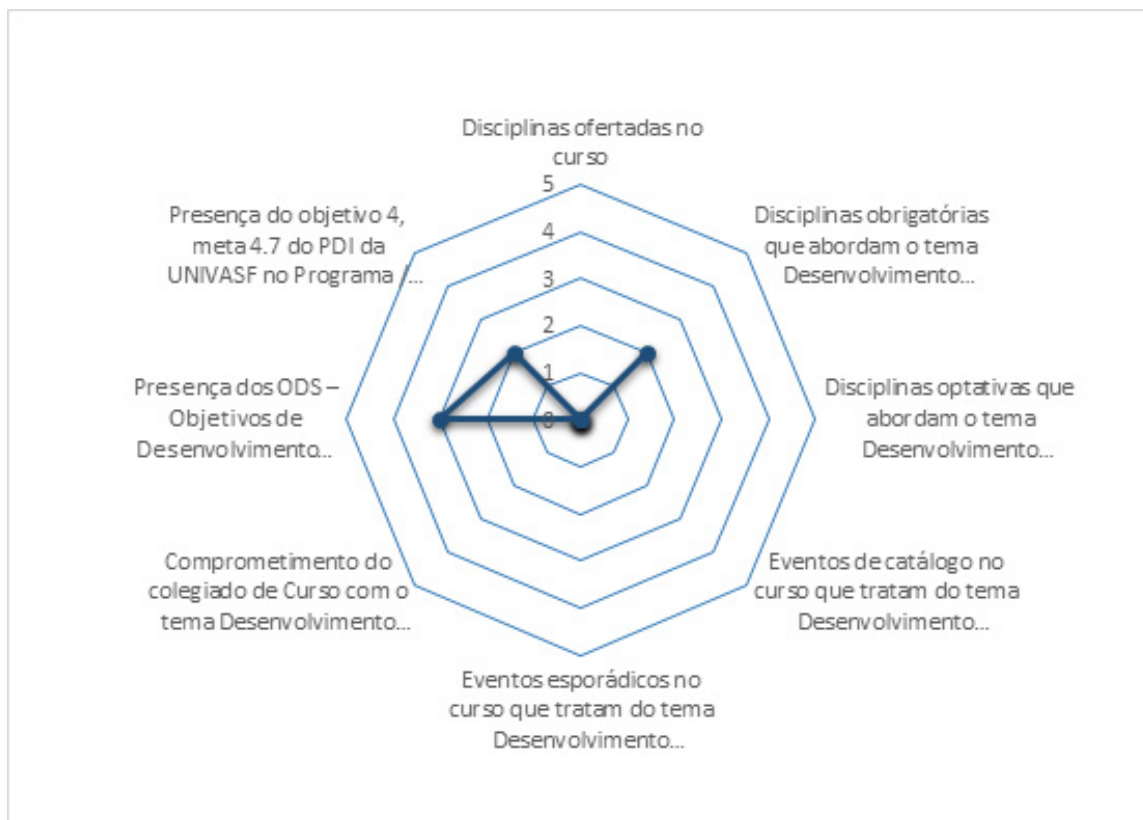 Disciplinas ofertadas no
curso
Disciplinas obrigatórias
que abordam o tema
Desenvolvimento...
Disciplinas optativas que
abordam o tema
Desenvolvimento...
Eventos de catálogo no
curso que tratam do tema
Desenvolvimento...
Eventos esporádicos no
curso que tratam do tema
Desenvolvimento...
Comprometimento do
colegiado de Curso com o
tema Desenvolvimento...
Presença dos ODS –
Objetivos de
Desenvolvimento...
Presença do objetivo 4,
meta 4.7 do PDI da
UNIVASF no Programa /...
5
4
3
2
1
0